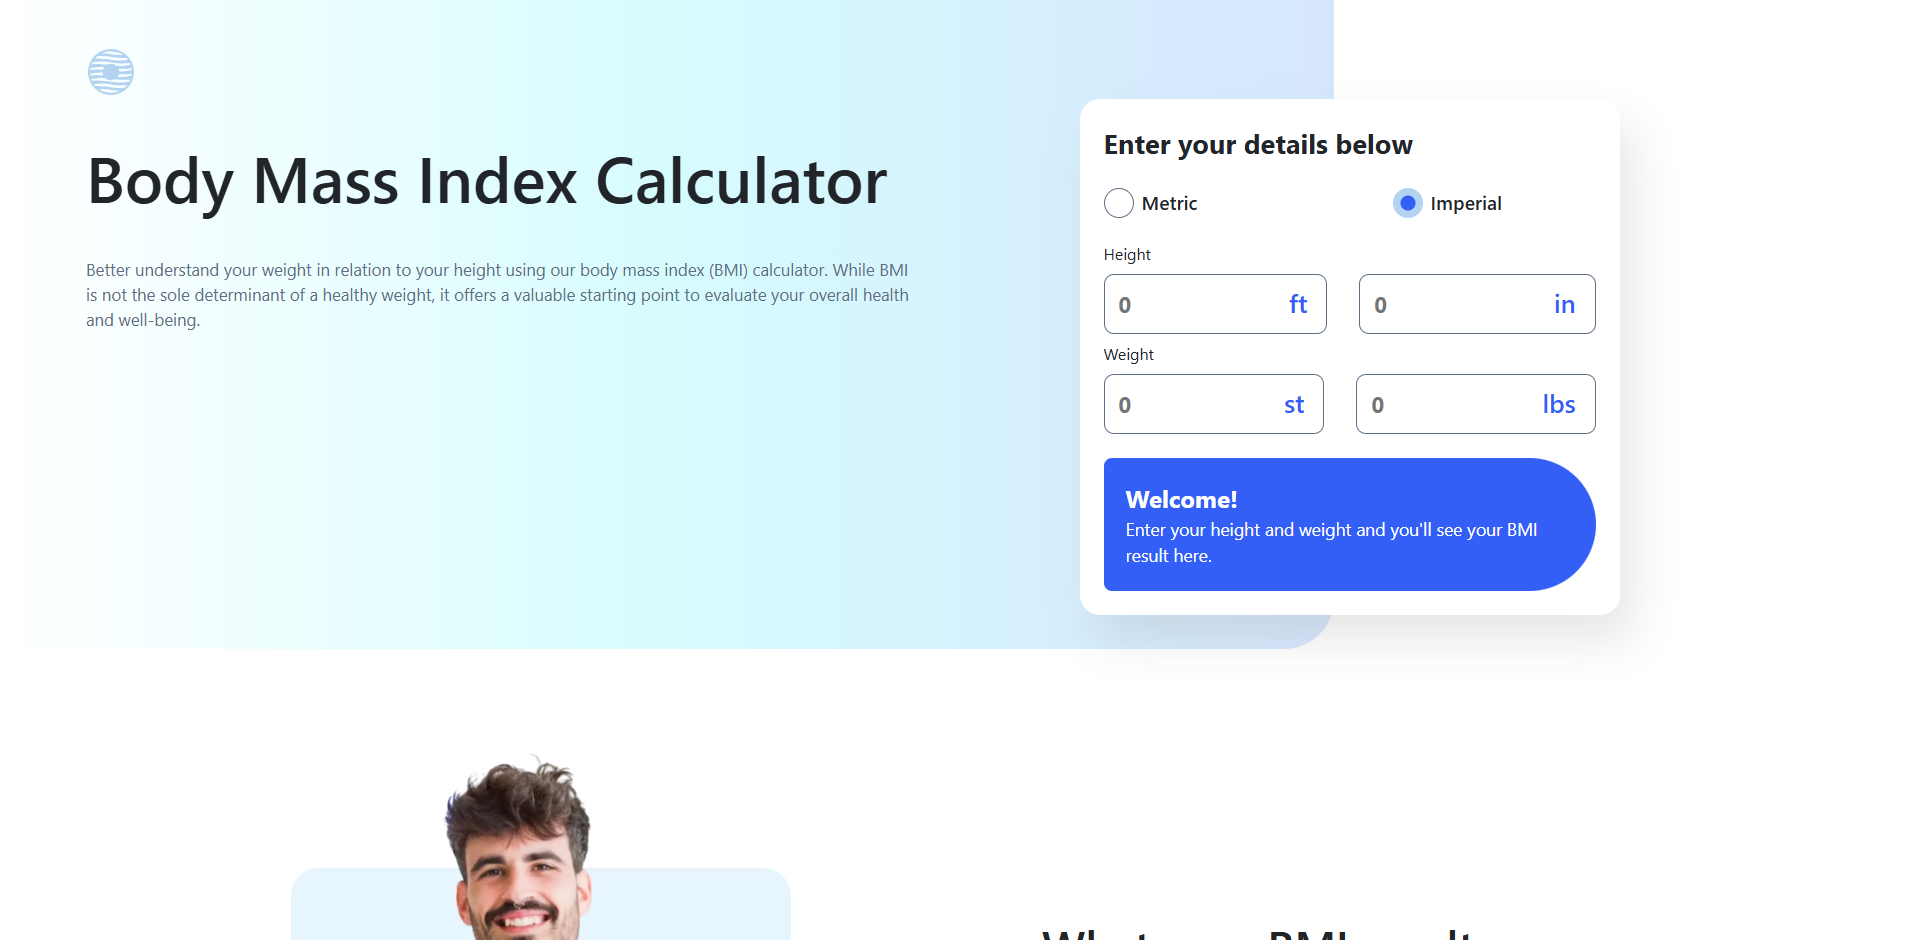 Body Mass Index Calculator
Better understand your weight in relation to your height using our body mass index (BMI) calculator. While BMI
is not the sole determinant of a healthy weight, it offers a valuable starting point to evaluate your overall health
and well-being.
Enter your details below
Metric
Imperial
Height
0 ft
0 in
Weight
0 st
0 lbs
Welcome!
Enter your height and weight and you'll see your BMI
result here.